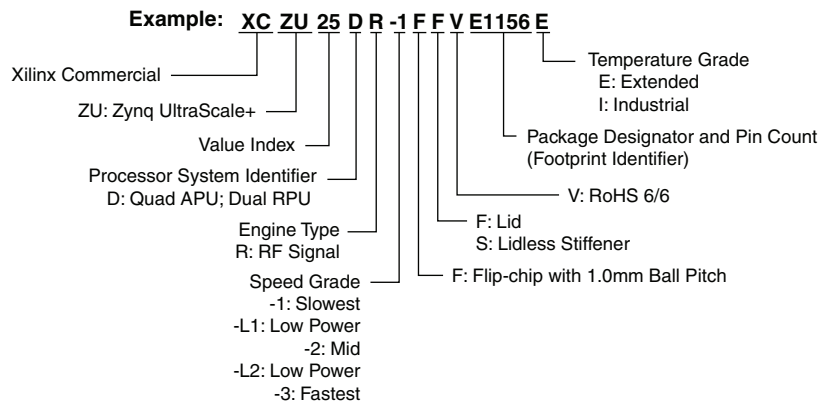 Example: XC ZU 25 D R -1 F F V E1156 E
Xilinx Commercial
ZU: Zynq UltraScale+
Value Index
Processor System Identifier
D: Quad APU; Dual RPU
Engine Type
R: RF Signal
Speed Grade
-1: Slowest
-L1: Low Power
-2: Mid
-L2: Low Power
-3: Fastest
Temperature Grade
E: Extended
I: Industrial
Package Designator and Pin Count
(Footprint Identifier)
V: RoHS 6/6
F: Lid
S: Lidless Stiffener
F: Flip-chip with 1.0mm Ball Pitch